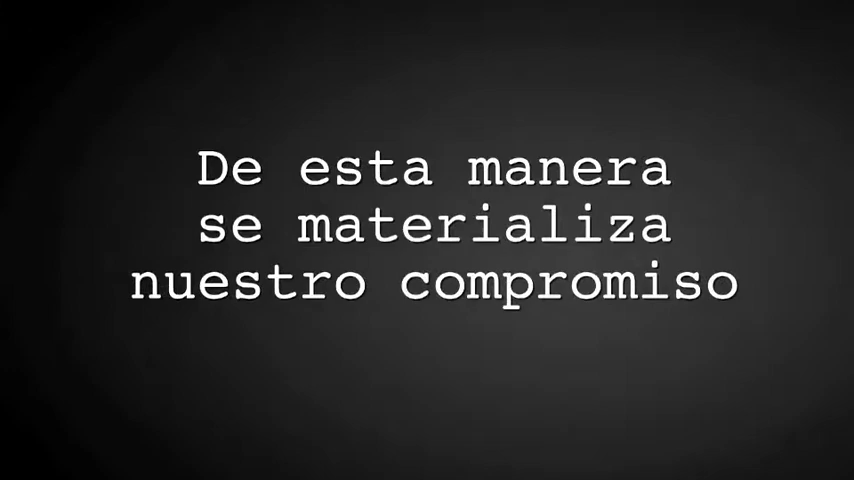 De esta manera
se materializa
nuestro compromiso